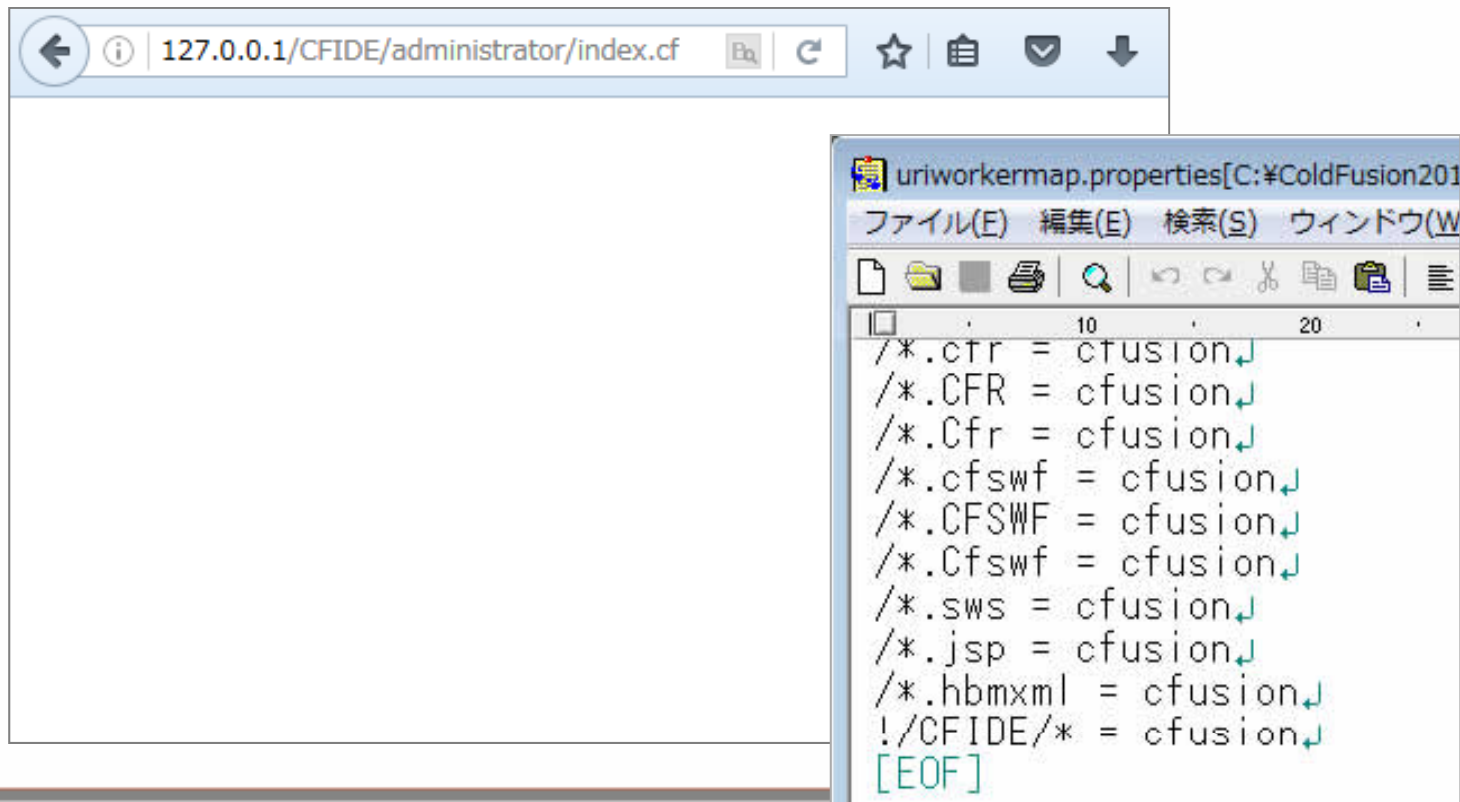 127.0.0.1/CFIDE/administrator/index.cf
uriworkermap.properties[C:¥ColdFusion201
ファイル(F) 編集(E) 検索(S) ウィンドウ(W
10 20
/*.cfr = cfusion
/*.CFR = cfusion
/*.Cfr = cfusion
/*.cfswf = cfusion
/*.CFSWF = cfusion
/*.Cfswf = cfusion
/*.sws = cfusion
/*.jsp = cfusion
/*.hbmxml = cfusion
!/CFIDE/* = cfusion
[EOF]